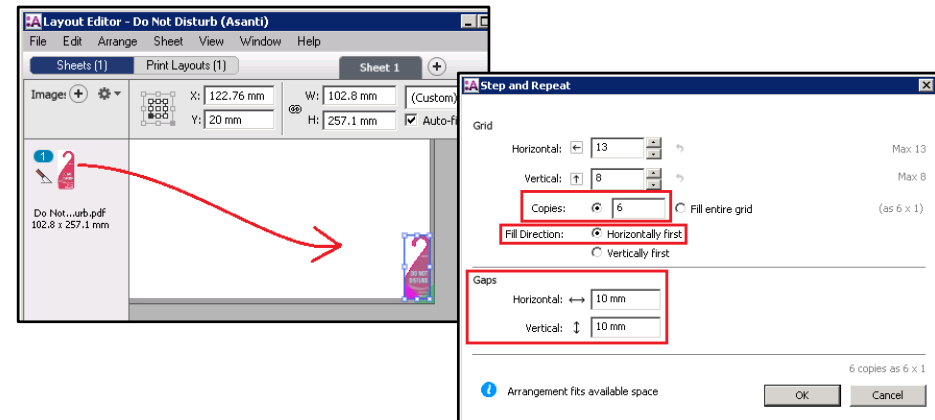 :A Layout Editor - Do Not Disturb (Asanti)
File Edit Arrange Sheet View Window Help
Sheets (1) Print Layouts (1) Sheet 1
Image: X: 122.76 mm W: 102.8 mm (Custom)
Y: 20 mm H: 257.1 mm Auto-fi
1
Do Not...urb.pdf
102.8 x 257.1 mm
DO NOT
DISTURB
:A Step and Repeat
Grid
Horizontal: 13 Max 13
Vertical: 8 Max 8
Copies: 6 Fill entire grid (as 6 x 1)
Fill Direction: Horizontally first
Vertically first
Gaps
Horizontal: 10 mm
Vertical: 10 mm
6 copies as 6 x 1
Arrangement fits available space OK Cancel